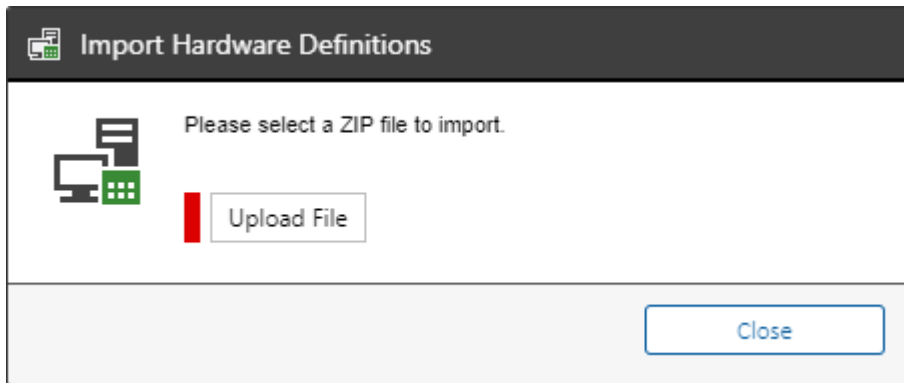 Import Hardware Definitions
Please select a ZIP file to import.
Upload File
Close